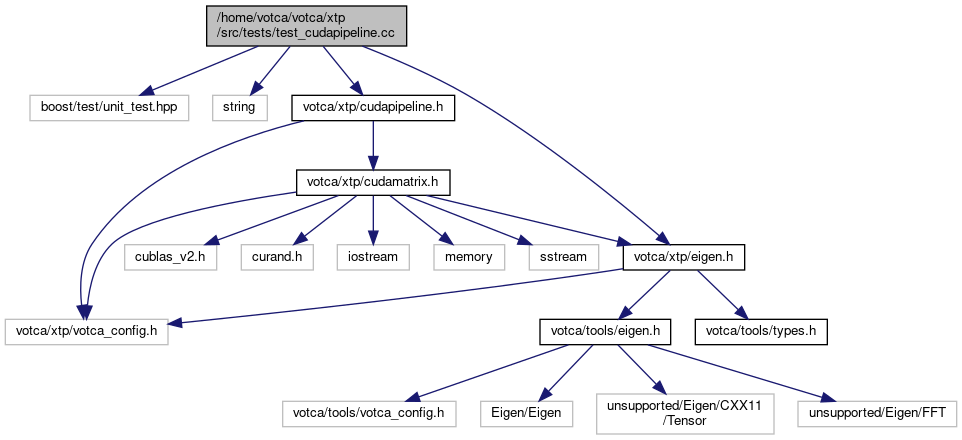 /home/votca/votca/xtp
/src/tests/test_cudapipeline.cc
boost/test/unit_test.hpp
string
votca/xtp/cudapipeline.h
votca/xtp/cudamatrix.h
cublas_v2.h
curand.h
iostream
memory
sstream
votca/xtp/eigen.h
votca/xtp/votca_config.h
votca/tools/eigen.h
votca/tools/types.h
votca/tools/votca_config.h
Eigen/Eigen
unsupported/Eigen/CXX11
/Tensor
unsupported/Eigen/FFT